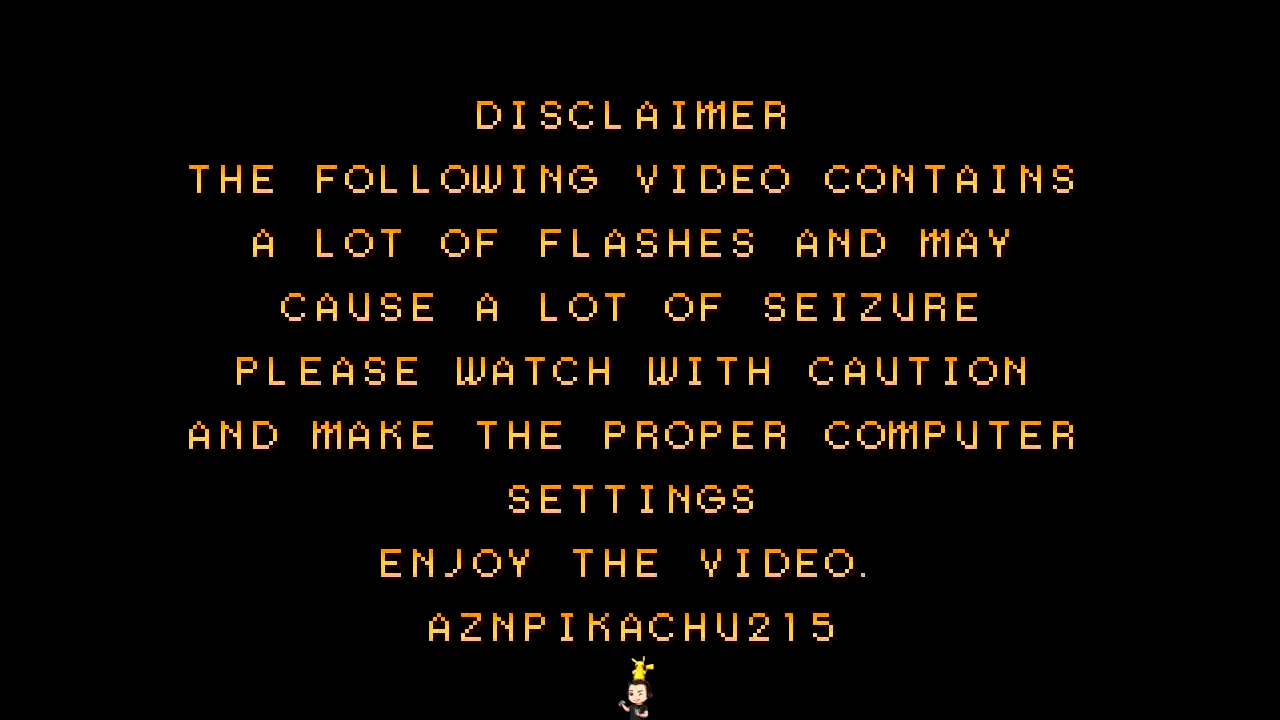 DISCLAIMER
THE FOLLOWING VIDEO CONTAINS
A LOT OF FLASHES AND MAY
CAUSE A LOT OF SEIZURE
PLEASE WATCH WITH CAUTION
AND MAKE THE PROPER COMPUTER
SETTINGS
ENJOY THE VIDEO.
AZNPIKACHU215